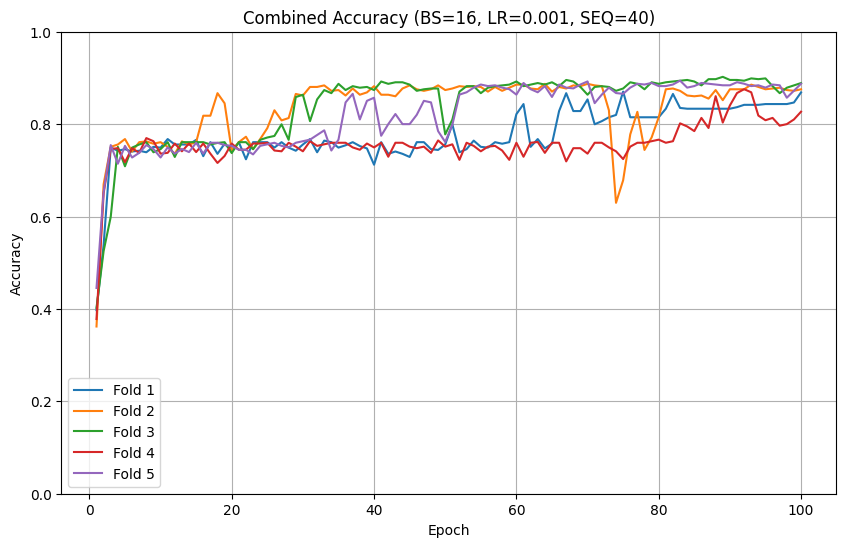 Combined Accuracy (BS=16, LR=0.001, SEQ=40)
1.0
0.8
0.6
0.4
0.2
0.0
Accuracy
Fold 1
Fold 2
Fold 3
Fold 4
Fold 5
0 20 40 60 80 100
Epoch